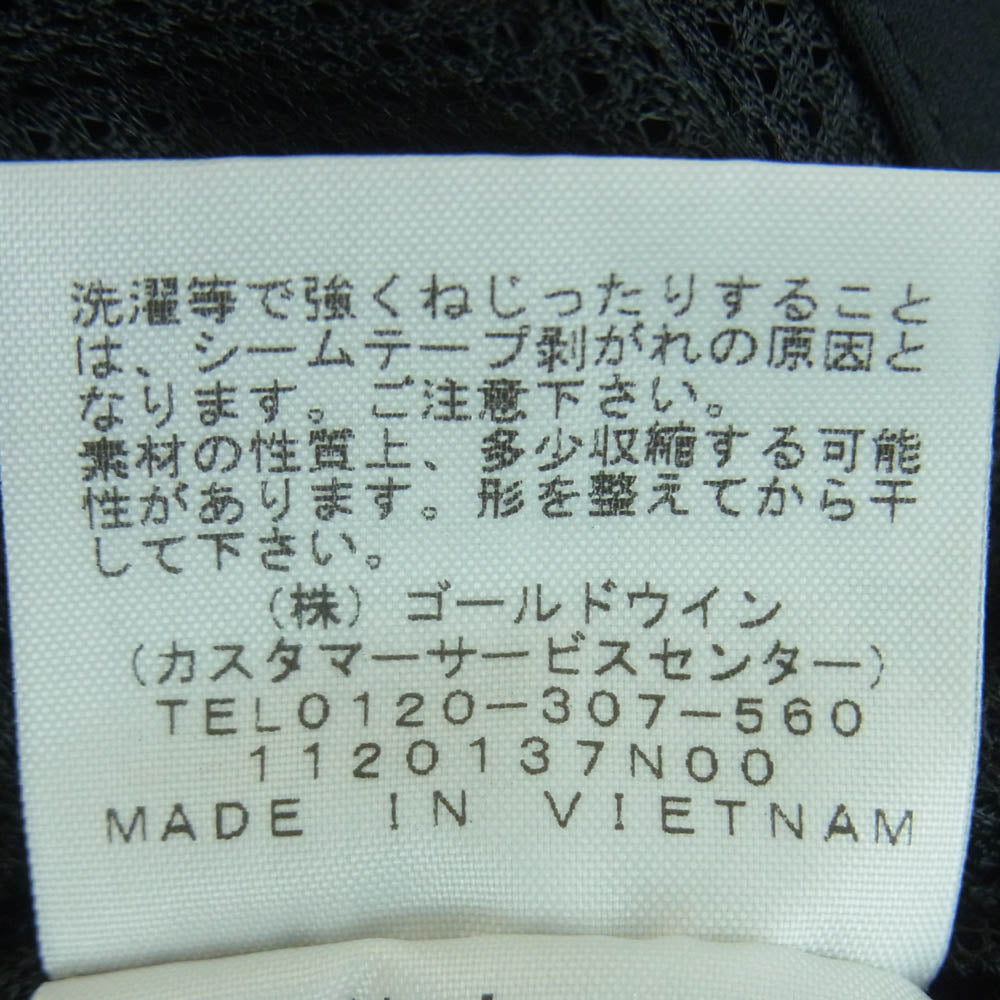 洗濯等で強くねじったりすること
は、シームテープ剥がれの原因と
なります。ご注意下さい。
素材の性質上、多少収縮する可能
性があります。形を整えてから干
して下さい。
(株)ゴールドウイン
(カスタマーサービスセンター)
TEL0120-307-560
1120137N00
MADE IN VIETNAM